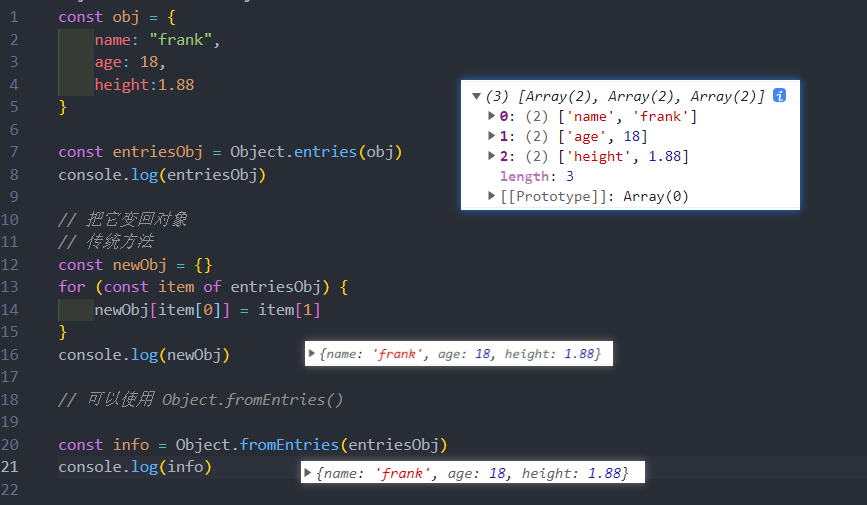 1 const obj = {
2 name: "frank",
3 age: 18,
4 height:1.88
5 }
6
7 const entriesObj = Object.entries(obj)
8 console.log(entriesObj)
9
10 // 把它变回对象
11 // 传统方法
12 const newObj = {}
13 for (const item of entriesObj) {
14 newObj[item[0]] = item[1]
15 }
16 console.log(newObj)
17
18 // 可以使用 Object.fromEntries()
19
20 const info = Object.fromEntries(entriesObj)
21 console.log(info)
22
▼(3) [Array(2), Array(2), Array(2)] i
▶0: (2) ['name', 'frank']
▶1: (2) ['age', 18]
▶2: (2) ['height', 1.88]
length: 3
▶[[Prototype]]: Array(0)
▶{name: 'frank', age: 18, height: 1.88}
▶{name: 'frank', age: 18, height: 1.88}